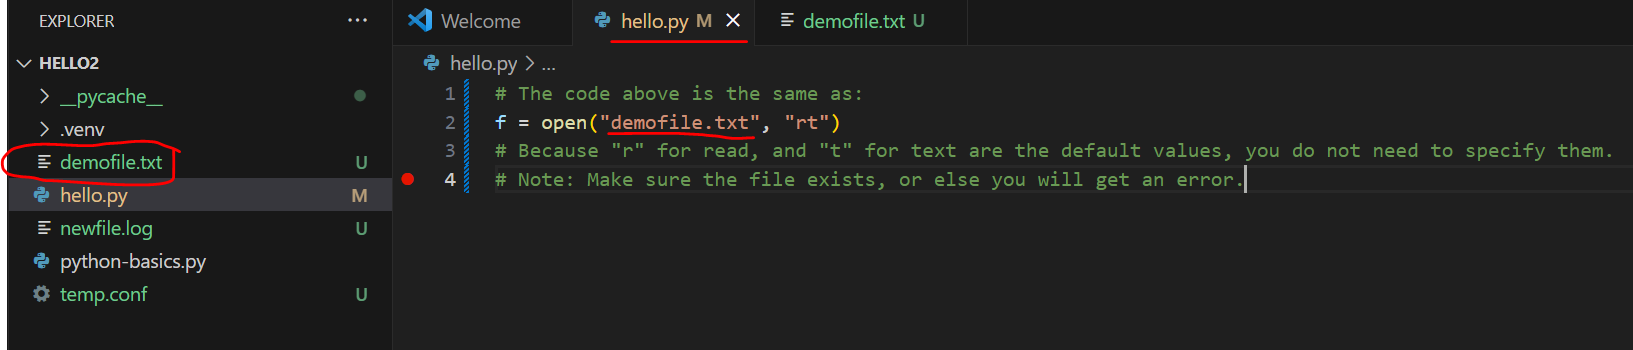 EXPLORER ...
HELLO2
__pycache__
.venv
demofile.txt U
hello.py M
newfile.log U
python-basics.py
temp.conf U
Welcome hello.py M demofile.txt U
hello.py > ...
1 # The code above is the same as:
2 f = open("demofile.txt", "rt")
3 # Because "r" for read, and "t" for text are the default values, you do not need to specify them.
4 # Note: Make sure the file exists, or else you will get an error.